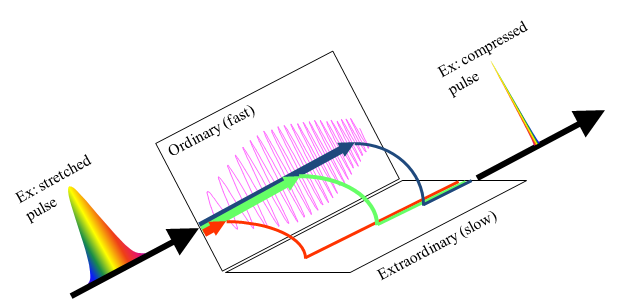 Ex: stretched
pulse
Ordinary (fast)
Extraordinary (slow)
Ex: compressed
pulse